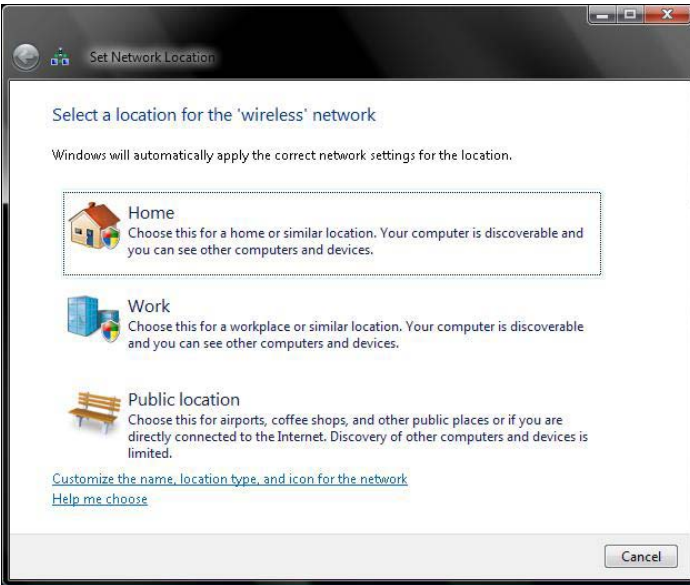 Set Network Location
Select a location for the 'wireless' network
Windows will automatically apply the correct network settings for the location.
Home
Choose this for a home or similar location. Your computer is discoverable and
you can see other computers and devices.
Work
Choose this for a workplace or similar location. Your computer is discoverable
and you can see other computers and devices.
Public location
Choose this for airports, coffee shops, and other public places or if you are
directly connected to the Internet. Discovery of other computers and devices is
limited.
Customize the name, location type, and icon for the network
Help me choose
Cancel